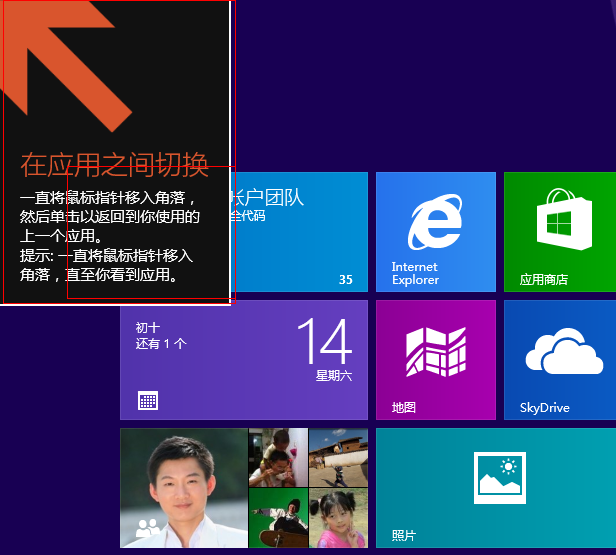 在应用之间切换
一直将鼠标指针移入角落，
然后单击以返回到你使用的
上一个应用。
提示: 一直将鼠标指针移入
角落，直至你看到应用。
帐户团队
全代码
35
Internet
Explorer
应用商店
初十
还有 1 个
14
星期六
地图
SkyDrive
照片